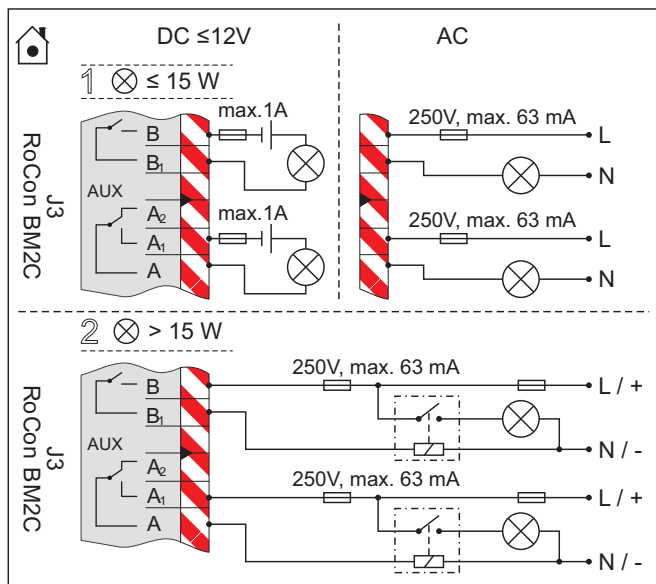 DC ≤12V
AC
1 ≤ 15 W
max.1A
250V, max. 63 mA
B
L
B1
N
AUX
max.1A
250V, max. 63 mA
A2
L
A1
A
N
J3
RoCon BM2C
2 > 15 W
250V, max. 63 mA
B
L / +
B1
N / -
AUX
250V, max. 63 mA
A2
A1
L / +
A
N / -
J3
RoCon BM2C